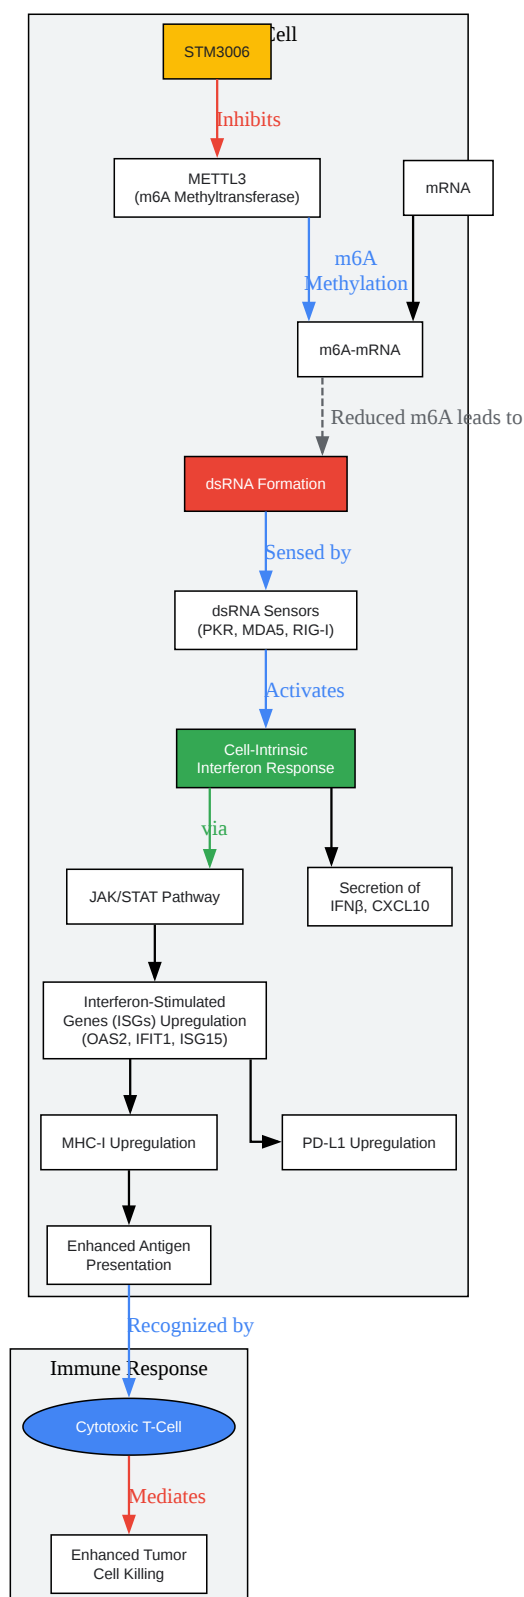 STM3006
Cell
Inhibits
METTL3
(m6A Methyltransferase)
mRNA
m6A
Methylation
m6A-mRNA
Reduced m6A leads to
dsRNA Formation
Sensed by
dsRNA Sensors
(PKR, MDA5, RIG-I)
Activates
Cell-Intrinsic
Interferon Response
via
JAK/STAT Pathway
Secretion of
IFNβ, CXCL10
Interferon-Stimulated
Genes (ISGs) Upregulation
(OAS2, IFIT1, ISG15)
MHC-I Upregulation
PD-L1 Upregulation
Enhanced Antigen
Presentation
Recognized by
Immune Response
Cytotoxic T-Cell
Mediates
Enhanced Tumor
Cell Killing